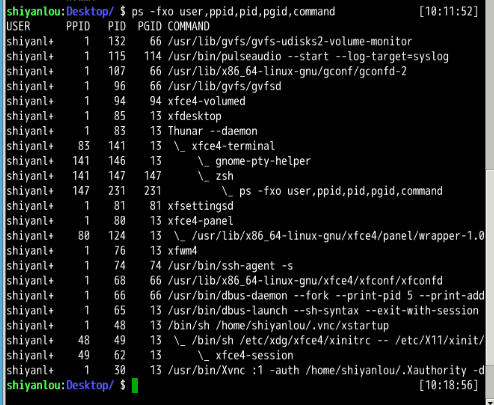 shiyanlou:Desktop/ $ ps -fxo user,ppid,pid,pgid,command [10:11:52]
USER PPID PID PGID COMMAND
shiyanl+ 1 132 66 /usr/lib/gvfs/gvfs-udisks2-volume-monitor
shiyanl+ 1 115 114 /usr/bin/pulseaudio --start --log-target=syslog
shiyanl+ 1 107 66 /usr/lib/x86_64-linux-gnu/gconf/gconfd-2
shiyanl+ 1 96 66 /usr/lib/gvfs/gvfsd
shiyanl+ 1 94 94 xfce4-volumed
shiyanl+ 1 85 13 xfdesktop
shiyanl+ 1 83 13 Thunar --daemon
shiyanl+ 83 141 13 \_ xfce4-terminal
shiyanl+ 141 146 13 \_ gnome-pty-helper
shiyanl+ 141 147 147 \_ zsh
shiyanl+ 147 231 231 \_ ps -fxo user,ppid,pid,pgid,command
shiyanl+ 1 81 81 xfsettingsd
shiyanl+ 1 80 13 xfce4-panel
shiyanl+ 80 124 13 \_ /usr/lib/x86_64-linux-gnu/xfce4/panel/wrapper-1.0
shiyanl+ 1 76 13 xfwm4
shiyanl+ 1 74 74 /usr/bin/ssh-agent -s
shiyanl+ 1 68 66 /usr/lib/x86_64-linux-gnu/xfce4/xfconf/xfconfd
shiyanl+ 1 66 66 /usr/bin/dbus-daemon --fork --print-pid 5 --print-add
shiyanl+ 1 65 13 /usr/bin/dbus-launch --sh-syntax --exit-with-session
shiyanl+ 1 48 13 /bin/sh /home/shiyanlou/.vnc/xstartup
shiyanl+ 48 49 13 \_ /bin/sh /etc/xdg/xfce4/xinitrc -- /etc/X11/xinit/
shiyanl+ 49 62 13 \_ xfce4-session
shiyanl+ 1 30 13 /usr/bin/Xvnc :1 -auth /home/shiyanlou/.Xauthority -d
shiyanlou:Desktop/ $ [10:18:56]